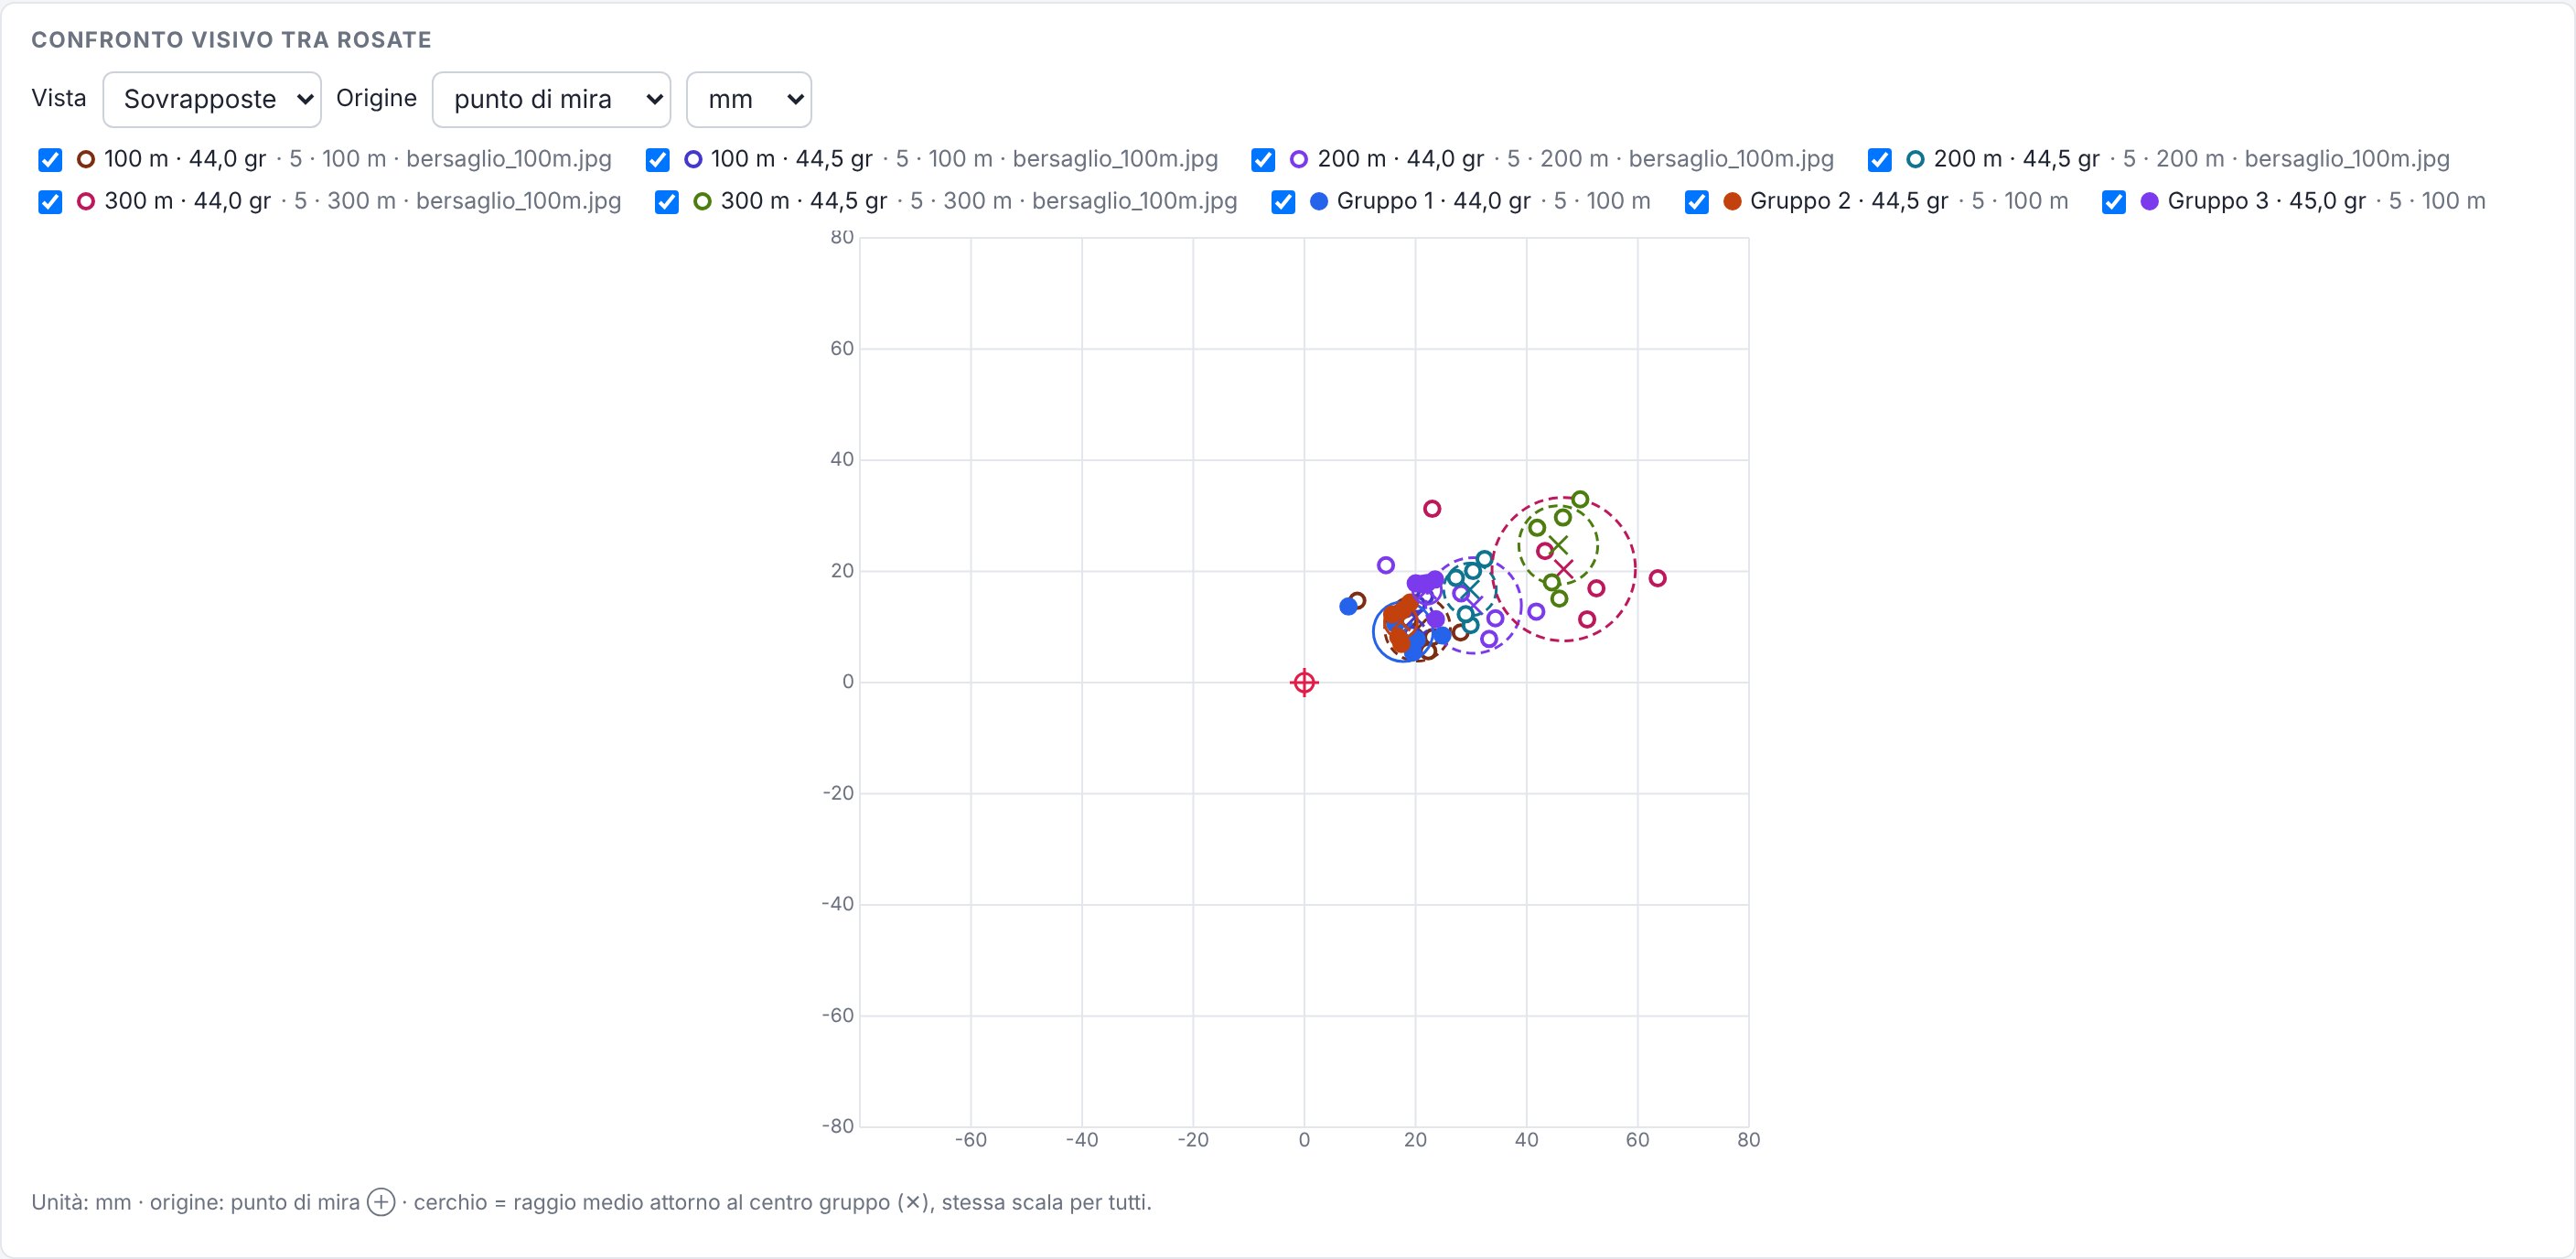 CONFRONTO VISIVO TRA ROSATE
Vista Sovrapposte Origine punto di mira mm
100 m · 44,0 gr · 5 · 100 m · bersaglio_100m.jpg 100 m · 44,5 gr · 5 · 100 m · bersaglio_100m.jpg 200 m · 44,0 gr · 5 · 200 m · bersaglio_100m.jpg 200 m · 44,5 gr · 5 · 200 m · bersaglio_100m.jpg
300 m · 44,0 gr · 5 · 300 m · bersaglio_100m.jpg 300 m · 44,5 gr · 5 · 300 m · bersaglio_100m.jpg Gruppo 1 · 44,0 gr · 5 · 100 m Gruppo 2 · 44,5 gr · 5 · 100 m Gruppo 3 · 45,0 gr · 5 · 100 m
80
60
40
20
0
-20
-40
-60
-80
-60 -40 -20 0 20 40 60 80
Unità: mm · origine: punto di mira ⊕ · cerchio = raggio medio attorno al centro gruppo (×), stessa scala per tutti.